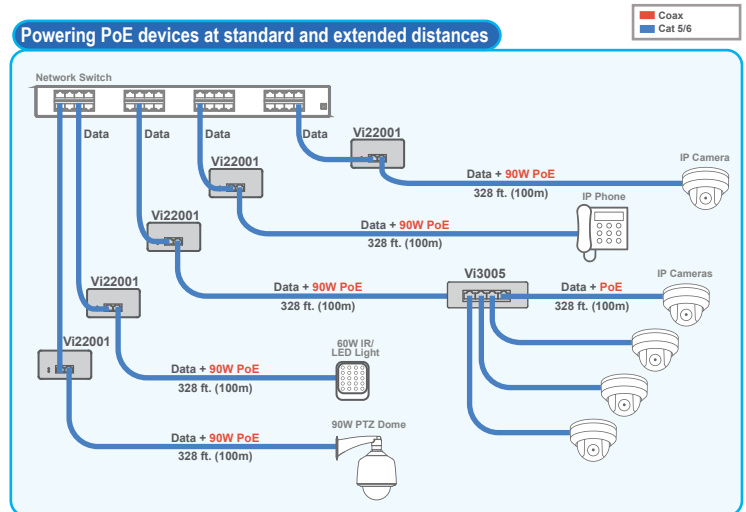 Coax
Cat 5/6
Powering PoE devices at standard and extended distances
Network Switch
Data
Data
Data
Data
Vi22001
Data + 90W PoE
328 ft. (100m)
IP Camera
Vi22001
Data + 90W PoE
328 ft. (100m)
IP Phone
Vi22001
Data + 90W PoE
328 ft. (100m)
Vi3005
Data + PoE
328 ft. (100m)
IP Cameras
Vi22001
Data + 90W PoE
328 ft. (100m)
60W IR/
LED Light
Vi22001
Data + 90W PoE
328 ft. (100m)
90W PTZ Dome